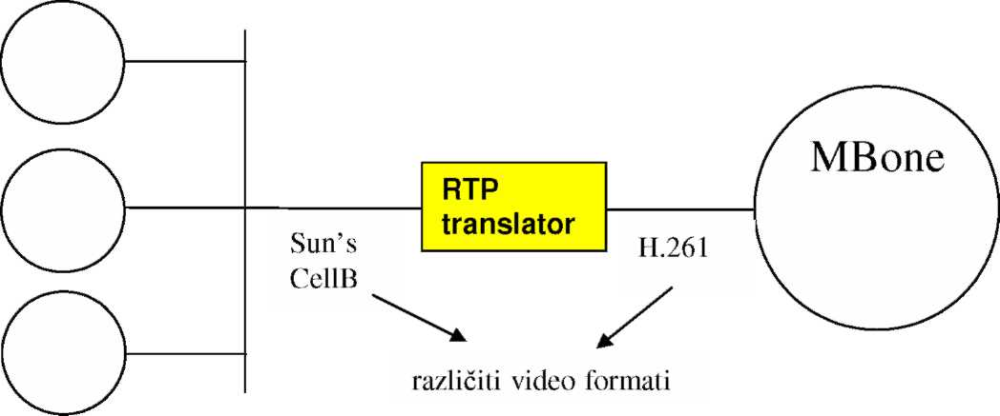 MBone
RTP
translator
Sun's
CellB
H.261
različiti video formati